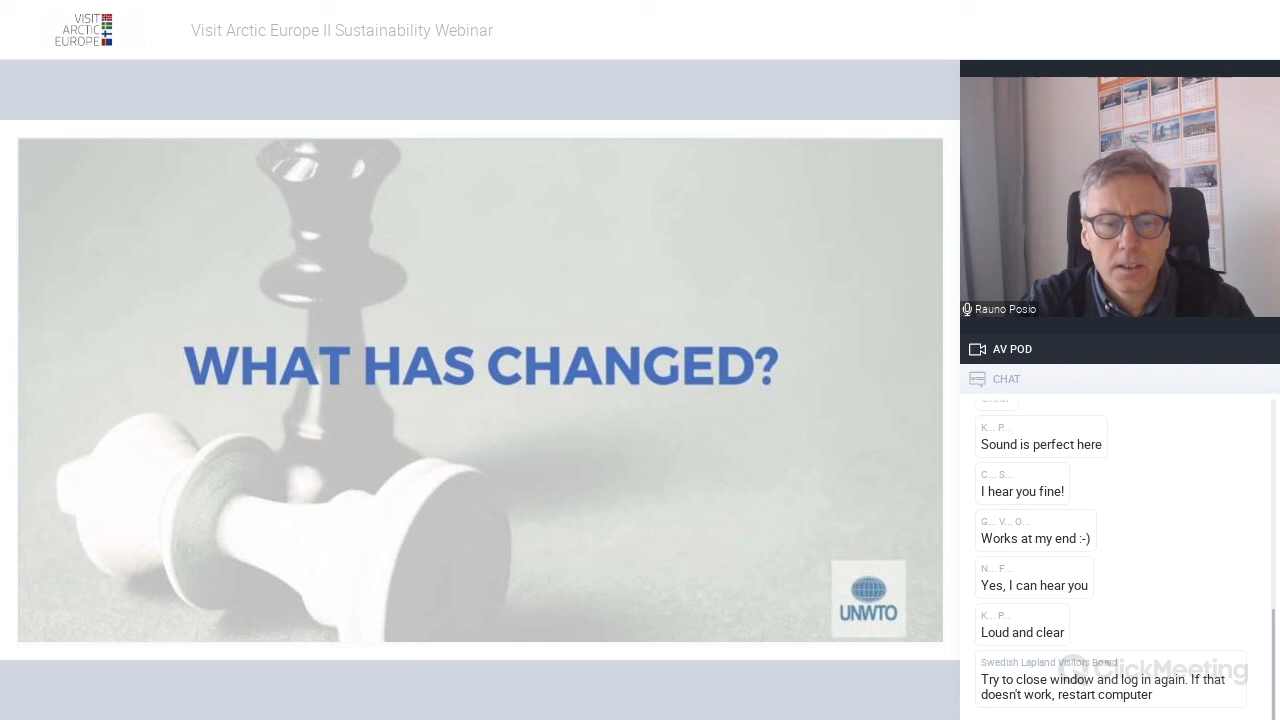 VISIT
ARCTIC
EUROPE
Visit Arctic Europe II Sustainability Webinar
WHAT HAS CHANGED?
UNWTO
Rauno Posio
AV POD
CHAT
Clear
K... P...
Sound is perfect here
C... S...
I hear you fine!
G... V... O...
Works at my end :-)
N... F...
Yes, I can hear you
K... P...
Loud and clear
Swedish Lapland Visitors Board
ClickMeeting
Try to close window and log in again. If that
doesn't work, restart computer